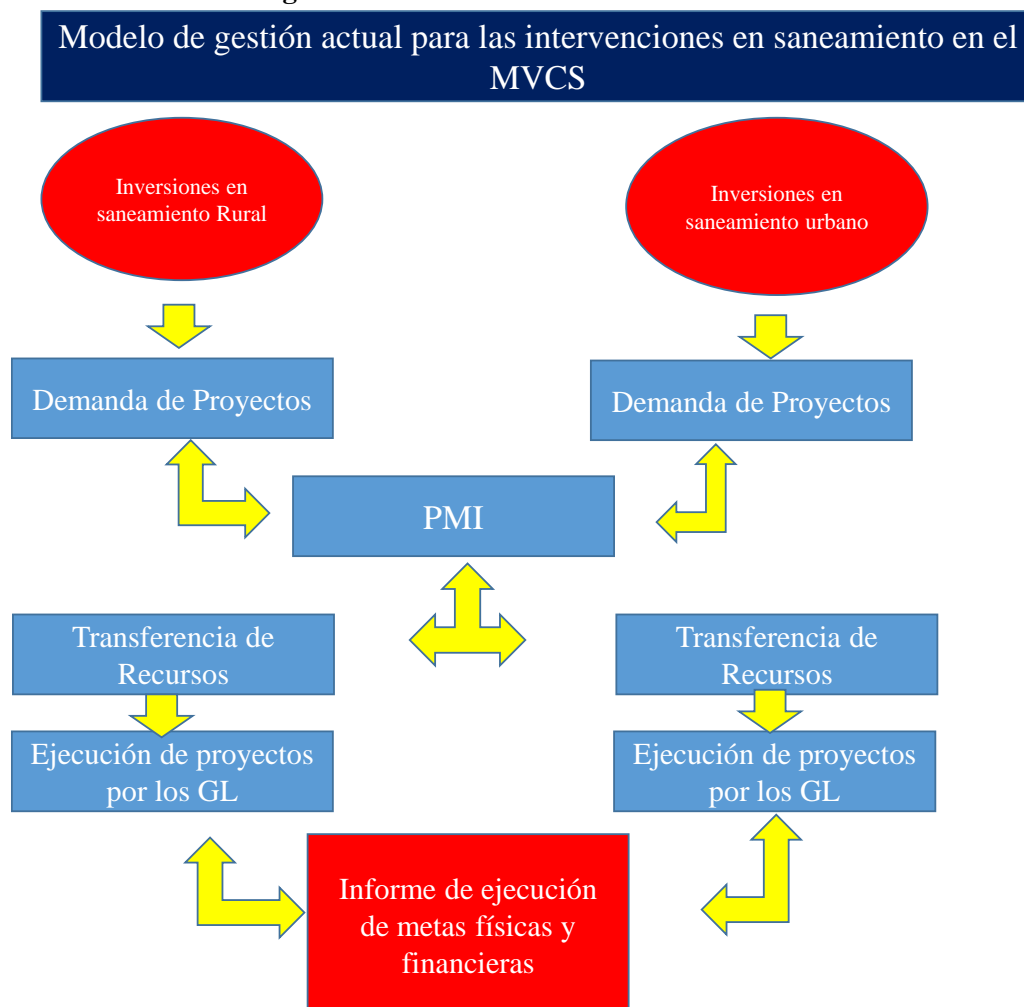 Modelo de gestión actual para las intervenciones en saneamiento en el
MVCS
Inversiones en
saneamiento Rural
Inversiones en
saneamiento urbano
Demanda de Proyectos
Demanda de Proyectos
PMI
Transferencia de
Recursos
Transferencia de
Recursos
Ejecución de proyectos
por los GL
Ejecución de proyectos
por los GL
Informe de ejecución
de metas físicas y
financieras